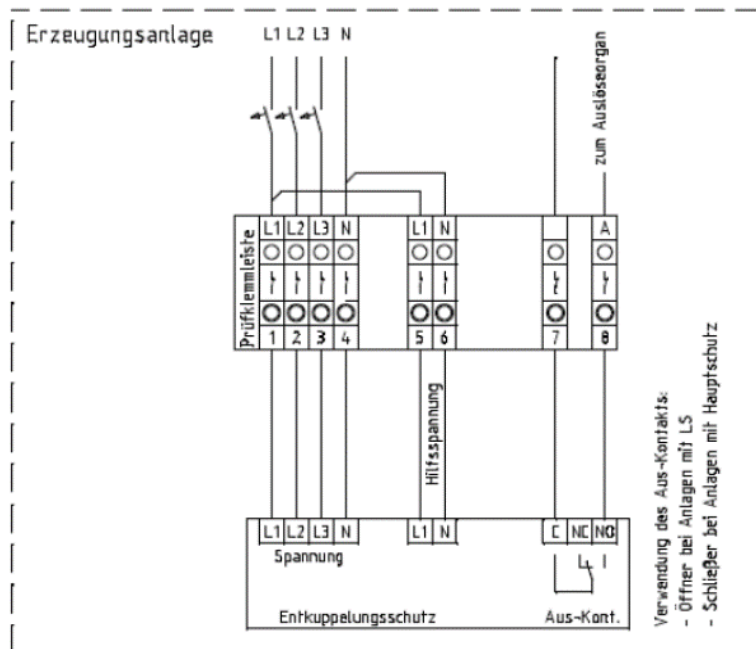 Erzeugungsanlage
L1 L2 L3 N
zum Auslöseorgan
Prüfklemmleiste
L1 L2 L3 N L1 N A
1 2 3 4 5 6 7 8
Hilfsspannung
L1 L2 L3 N L1 N C NC NO
Spannung
Entkuppelungsschutz Aus-Kont.
Verwendung des Aus-Kontakts:
- Öffner bei Anlagen mit LS
- Schließer bei Anlagen mit Hauptschutz